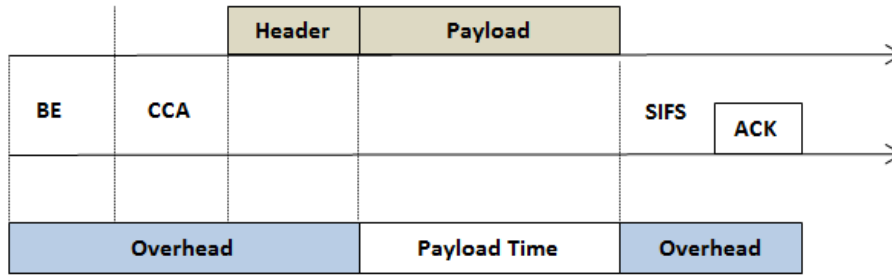 Header Payload
BE CCA SIFS ACK
Overhead Payload Time Overhead